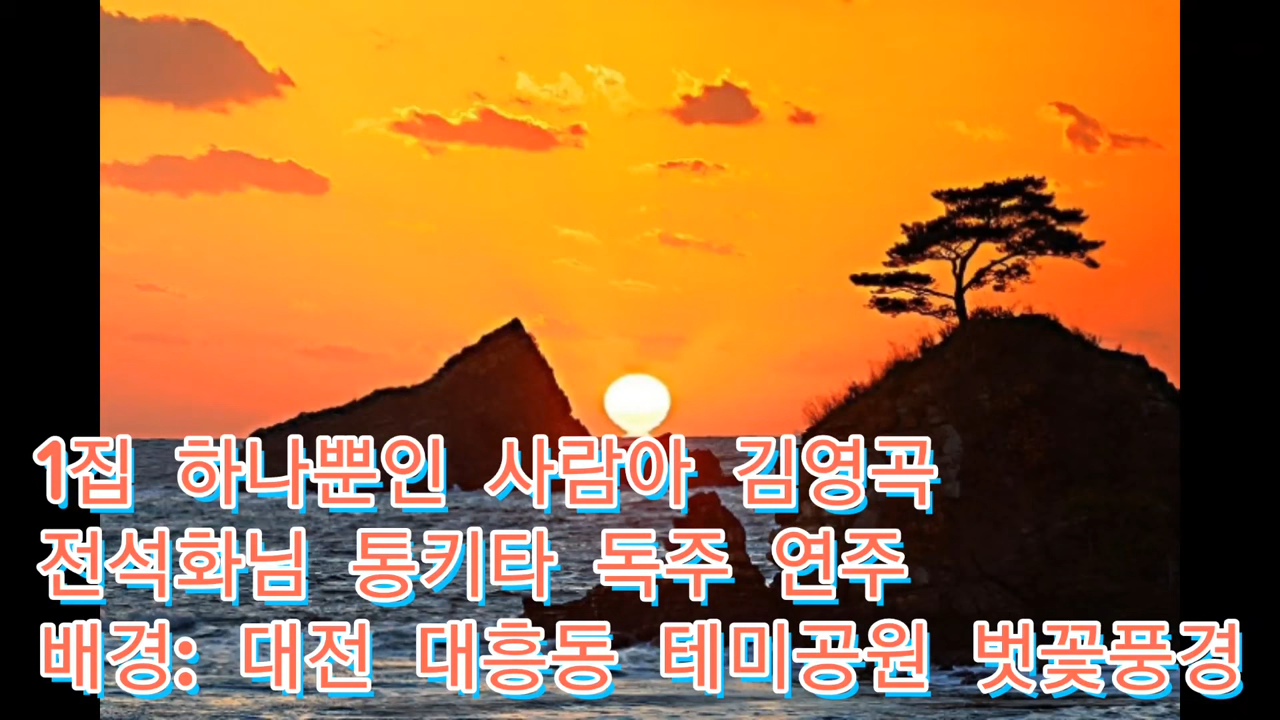 1집 하나뿐인 사람아 김영곡
전석화님 통키타 독주 연주
배경: 대전 대흥동 테미공원 벗꽃풍경